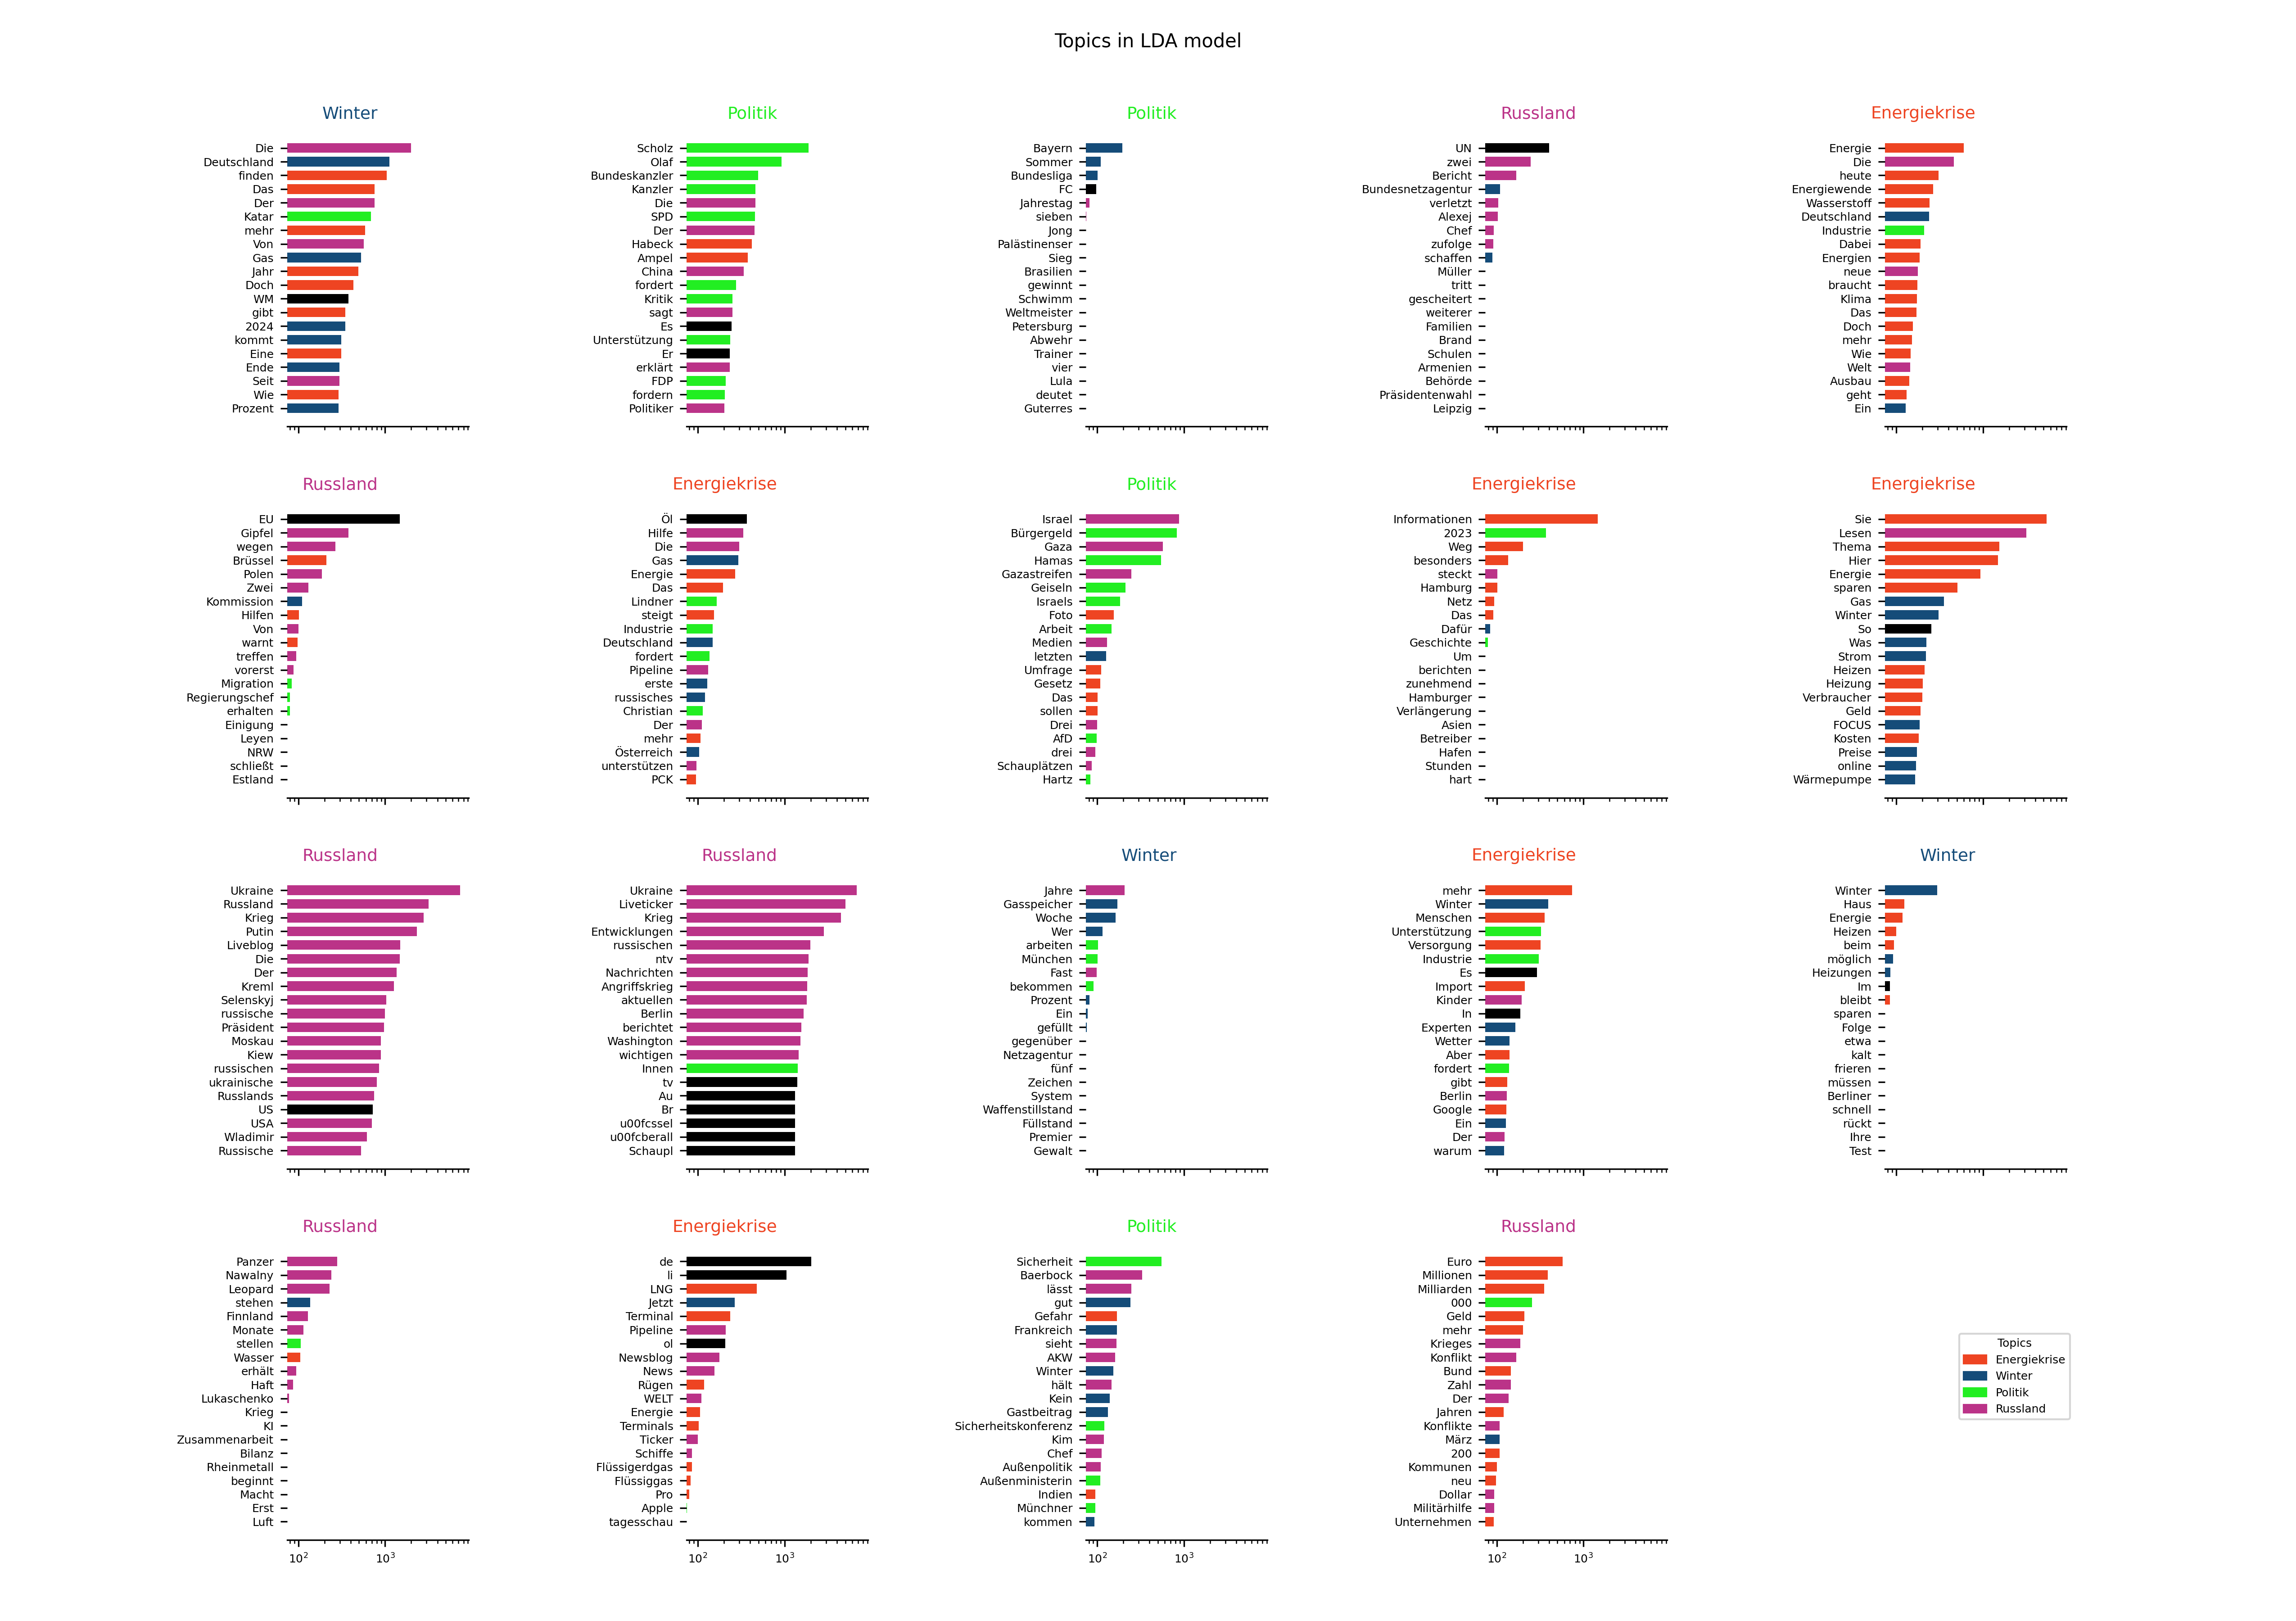 Topics in LDA model
Winter
Die
Deutschland
finden
Das
Der
Katar
mehr
Von
Gas
Jahr
Doch
WM
gibt
2024
kommt
Eine
Ende
Seit
Wie
Prozent
Politik
Scholz
Olaf
Bundeskanzler
Kanzler
Die
SPD
Der
Habeck
Ampel
China
fordert
Kritik
sagt
Es
Unterstützung
Er
erklärt
FDP
fordern
Politiker
Politik
Bayern
Sommer
Bundesliga
FC
Jahrestag
sieben
Jong
Palästinenser
Sieg
Brasilien
gewinnt
Schwimm
Weltmeister
Petersburg
Abwehr
Trainer
vier
Lula
deutet
Guterres
Russland
UN
zwei
Bericht
Bundesnetzagentur
verletzt
Alexej
Chef
zufolge
schaffen
Müller
tritt
gescheitert
weiterer
Familien
Brand
Schulen
Armenien
Behörde
Präsidentenwahl
Leipzig
Energiekrise
Energie
Die
heute
Energiewende
Wasserstoff
Deutschland
Industrie
Dabei
Energien
neue
braucht
Klima
Das
Doch
mehr
Wie
Welt
Ausbau
geht
Ein
Russland
EU
Gipfel
wegen
Brüssel
Polen
Zwei
Kommission
Hilfen
Von
warnt
treffen
vorerst
Migration
Regierungschef
erhalten
Einigung
Leyen
NRW
schließt
Estland
Energiekrise
Öl
Hilfe
Die
Gas
Energie
Das
Lindner
steigt
Industrie
Deutschland
fordert
Pipeline
erste
russisches
Christian
Der
mehr
Österreich
unterstützen
PCK
Politik
Israel
Bürgergeld
Gaza
Hamas
Gazastreifen
Geiseln
Israels
Foto
Arbeit
Medien
letzten
Umfrage
Gesetz
Das
sollen
Drei
AfD
drei
Schauplätzen
Hartz
Energiekrise
Informationen
2023
Weg
besonders
steckt
Hamburg
Netz
Das
Dafür
Geschichte
Um
berichten
zunehmend
Hamburger
Verlängerung
Asien
Betreiber
Hafen
Stunden
hart
Energiekrise
Sie
Lesen
Thema
Hier
Energie
sparen
Gas
Winter
So
Was
Strom
Heizen
Heizung
Verbraucher
Geld
FOCUS
Kosten
Preise
online
Wärmepumpe
Russland
Ukraine
Russland
Krieg
Putin
Liveblog
Die
Der
Kreml
Selenskyj
russische
Präsident
Moskau
Kiew
russischen
ukrainische
Russlands
US
USA
Wladimir
Russische
Russland
Ukraine
Liveticker
Krieg
Entwicklungen
russischen
ntv
Nachrichten
Angriffskrieg
aktuellen
Berlin
berichtet
Washington
wichtigen
Innen
tv
Au
Br
u00fcssel
u00fcberall
Schaupl
Winter
Jahre
Gasspeicher
Woche
Wer
arbeiten
München
Fast
bekommen
Prozent
Ein
gefüllt
gegenüber
Netzagentur
fünf
Zeichen
System
Waffenstillstand
Füllstand
Premier
Gewalt
Energiekrise
mehr
Winter
Menschen
Unterstützung
Versorgung
Industrie
Es
Import
Kinder
In
Experten
Wetter
Aber
fordert
gibt
Berlin
Google
Ein
Der
warum
Winter
Winter
Haus
Energie
Heizen
beim
möglich
Heizungen
Im
bleibt
sparen
Folge
etwa
kalt
frieren
müssen
Berliner
schnell
rückt
Ihre
Test
Russland
Panzer
Nawalny
Leopard
stehen
Finnland
Monate
stellen
Wasser
erhält
Haft
Lukaschenko
Krieg
KI
Zusammenarbeit
Bilanz
Rheinmetall
beginnt
Macht
Erst
Luft
10²
10³
Energiekrise
de
li
LNG
Jetzt
Terminal
Pipeline
ol
Newsblog
News
Rügen
WELT
Energie
Terminals
Ticker
Schiffe
Flüssigerdgas
Flüssiggas
Pro
Apple
tagesschau
10²
10³
Politik
Sicherheit
Baerbock
lässt
gut
Gefahr
Frankreich
sieht
AKW
Winter
hält
Kein
Gastbeitrag
Sicherheitskonferenz
Kim
Chef
Außenpolitik
Außenministerin
Indien
Münchner
kommen
10²
10³
Russland
Euro
Millionen
Milliarden
000
Geld
mehr
Krieges
Konflikt
Bund
Zahl
Der
Jahren
Konflikte
März
200
Kommunen
neu
Dollar
Militärhilfe
Unternehmen
10²
10³
Topics
Energiekrise
Winter
Politik
Russland